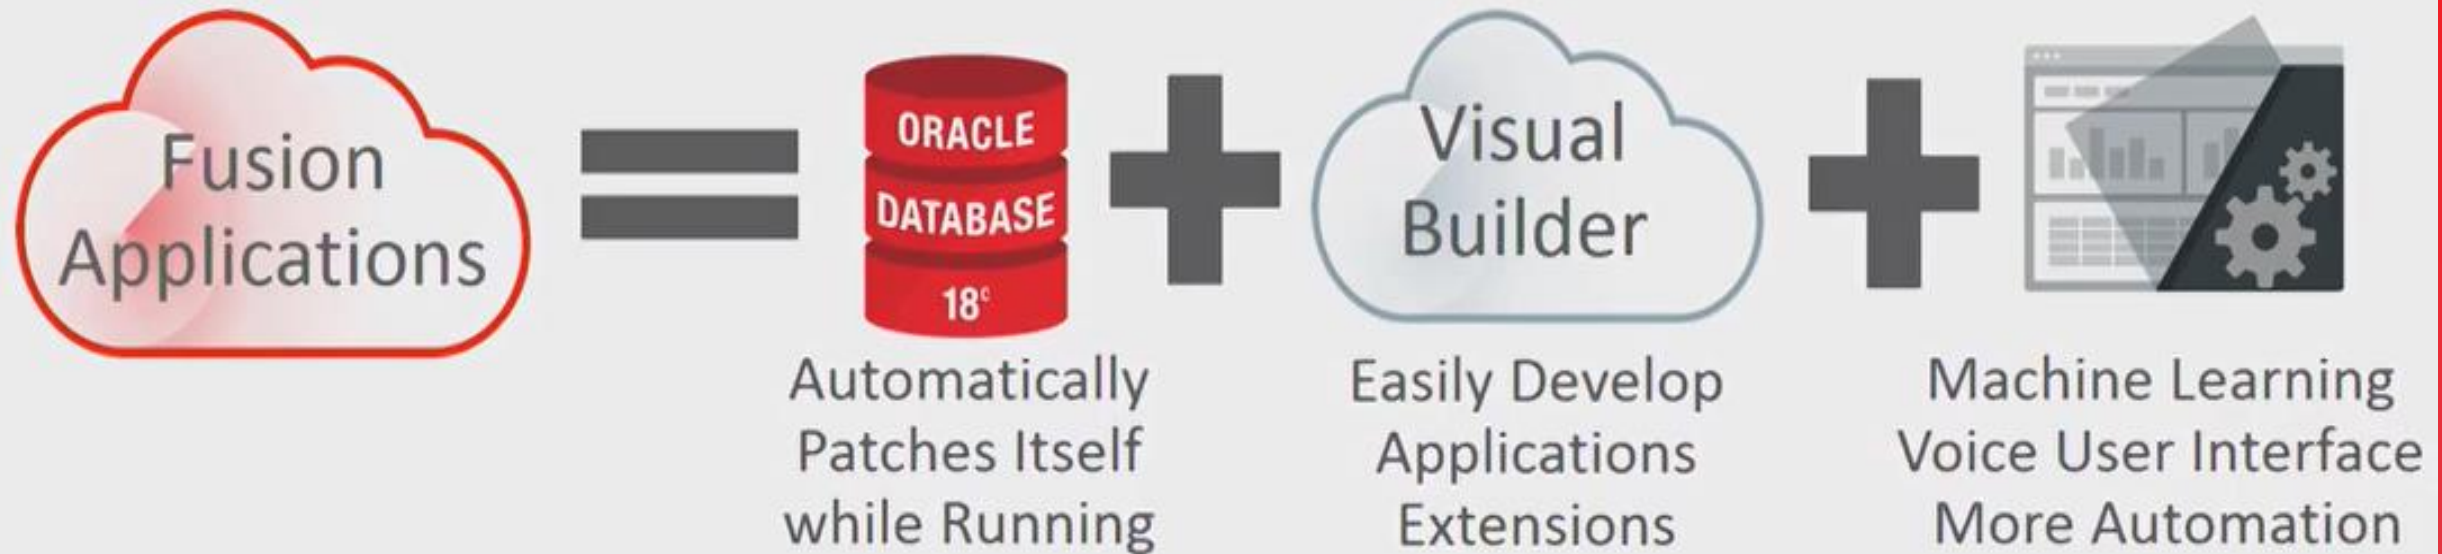 Fusion
Applications
ORACLE
DATABASE
18c
Automatically
Patches Itself
while Running
Visual
Builder
Easily Develop
Applications
Extensions
Machine Learning
Voice User Interface
More Automation